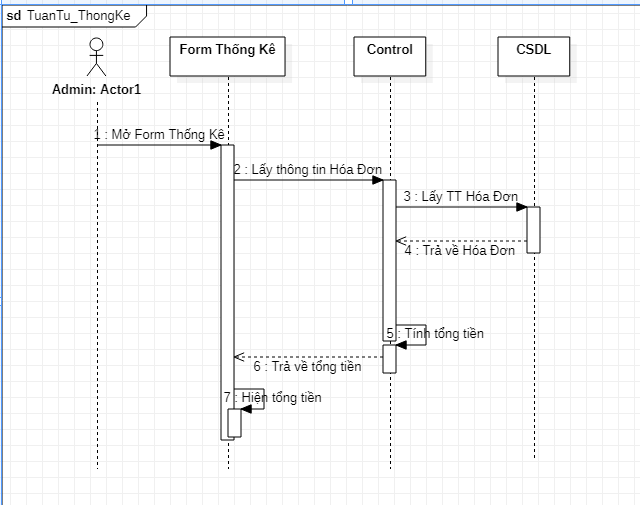 sd TuanTu_ThongKe
Form Thống Kê
Control
CSDL
Admin: Actor1
1 : Mở Form Thống Kê
2 : Lấy thông tin Hóa Đơn
3 : Lấy TT Hóa Đơn
4 : Trả về Hóa Đơn
5 : Tính tổng tiền
6 : Trả về tổng tiền
7 : Hiện tổng tiền